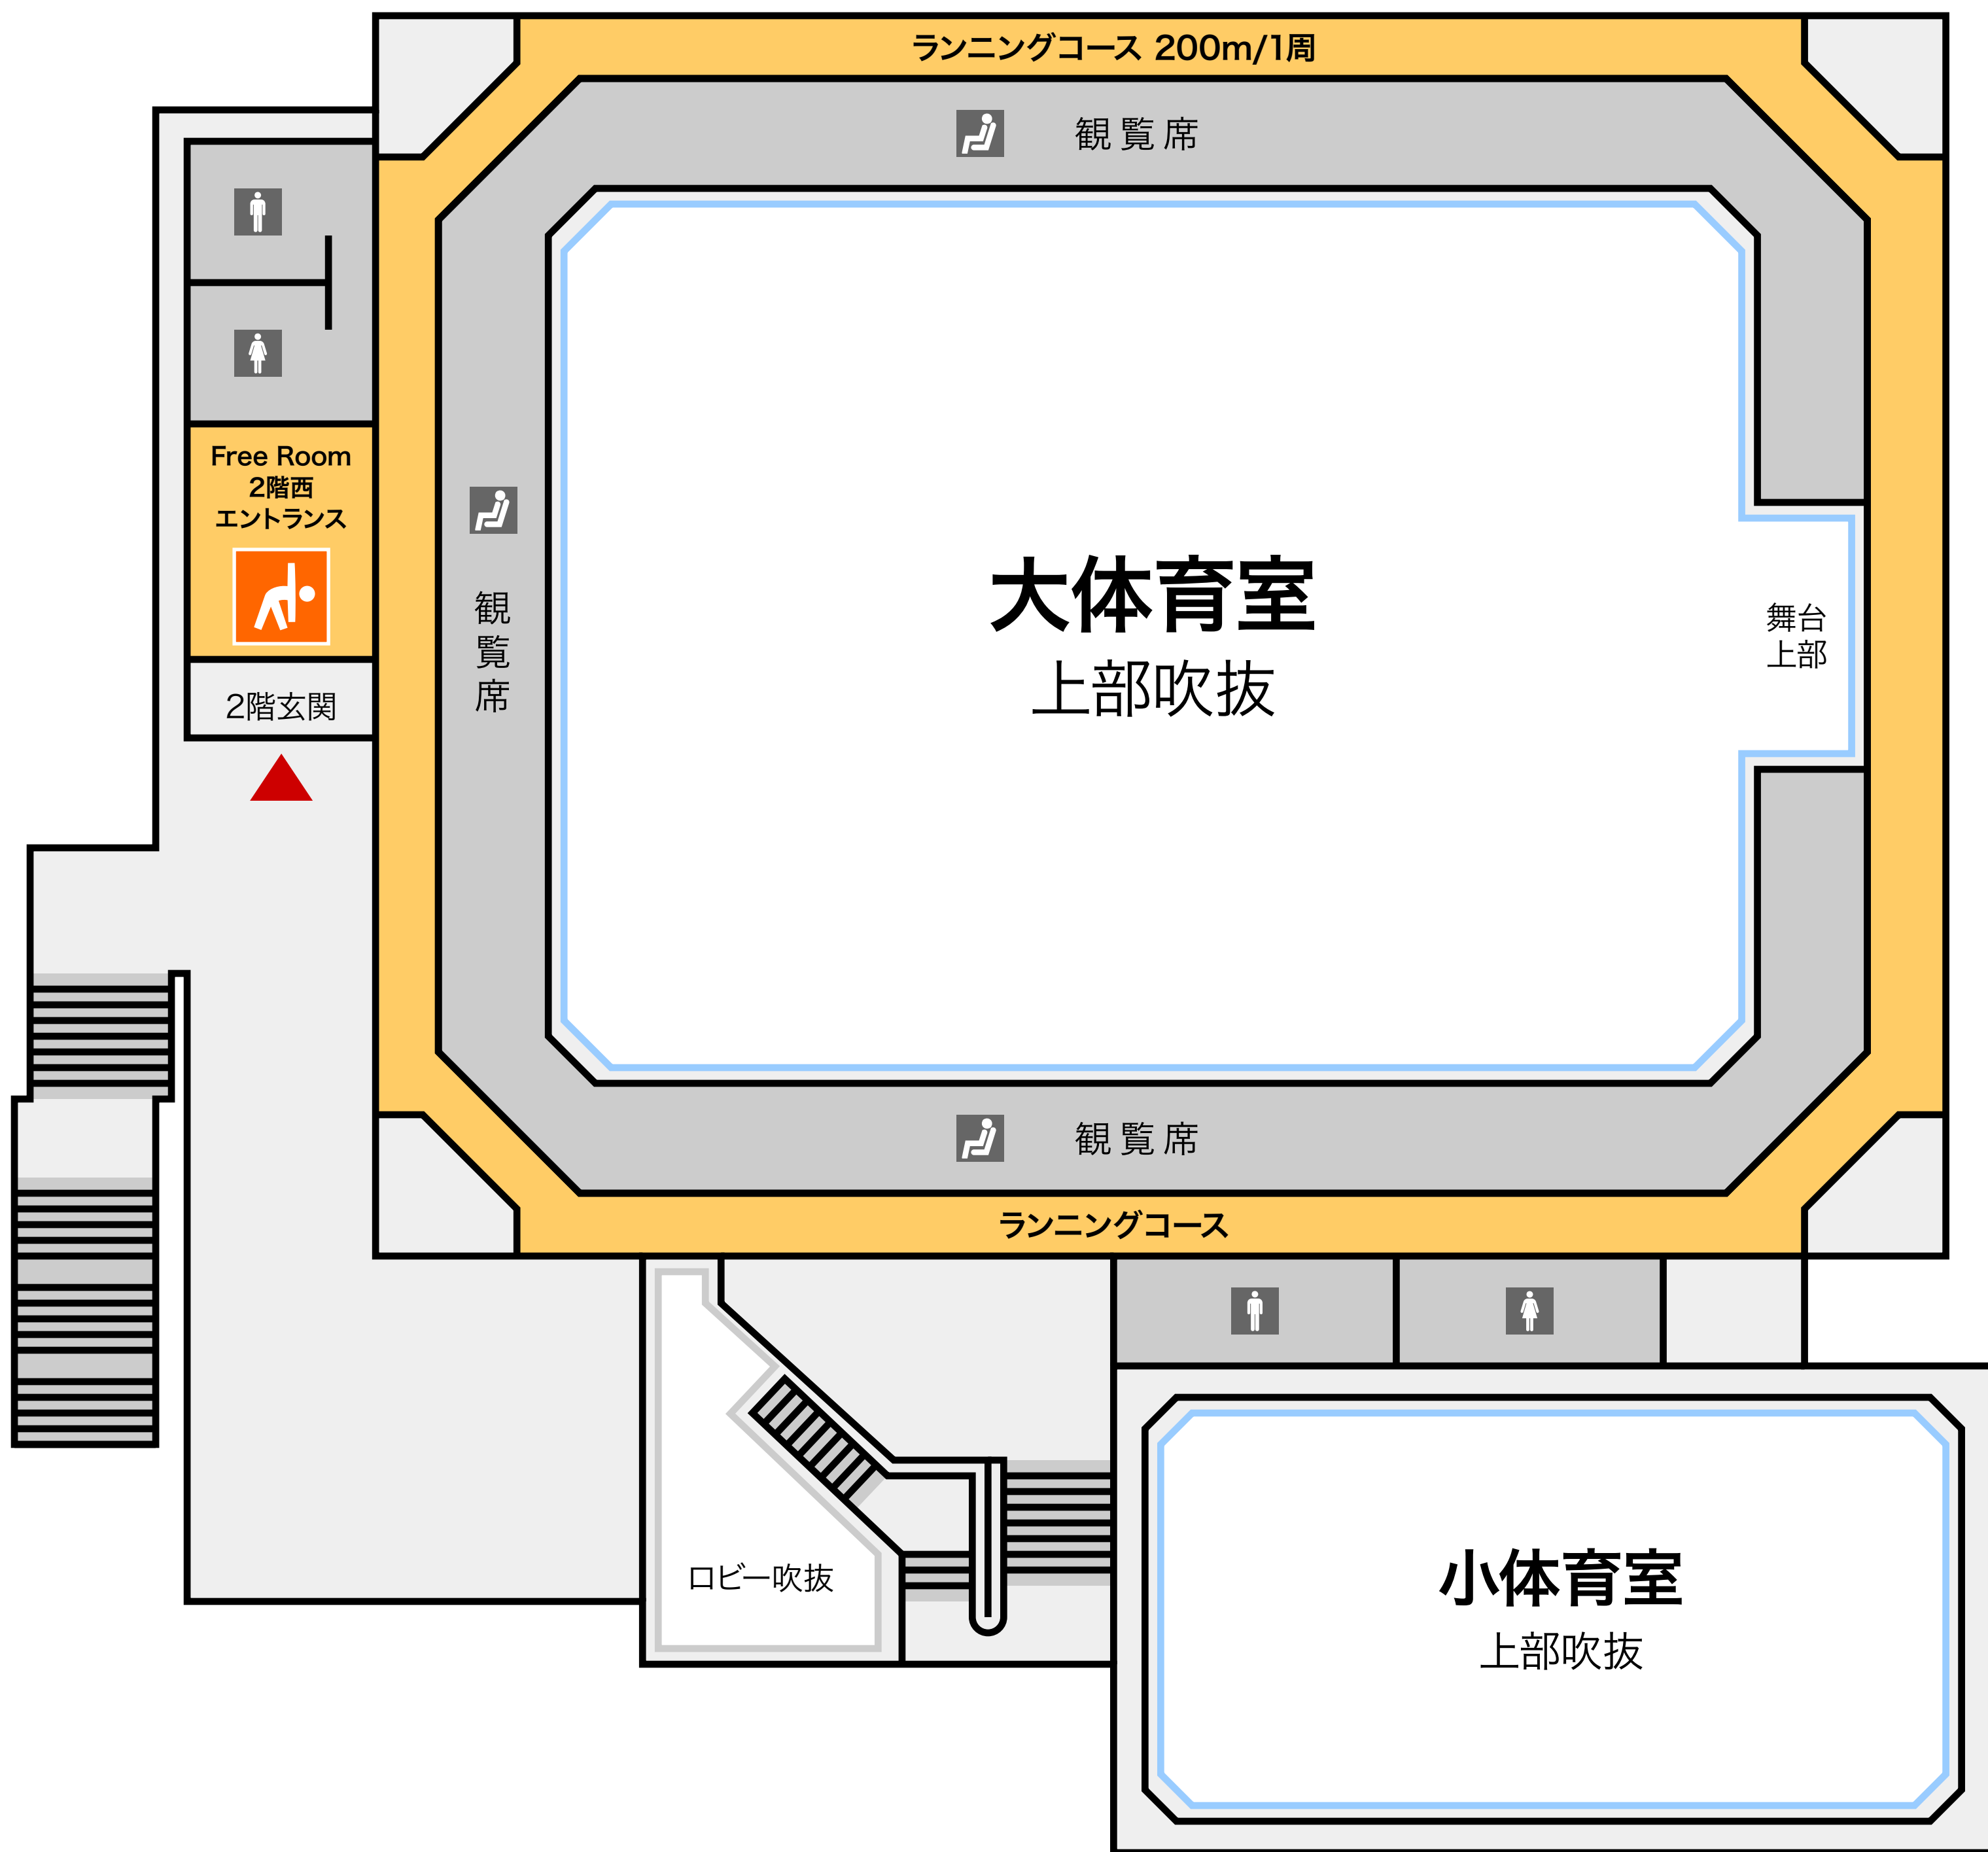 ランニングコース 200m/1周
観覧席
Free Room
2階西
エントランス
2階玄関
観覧席
大体育室
上部吹抜
舞台
上部
観覧席
ランニングコース
ロビー吹抜
小体育室
上部吹抜